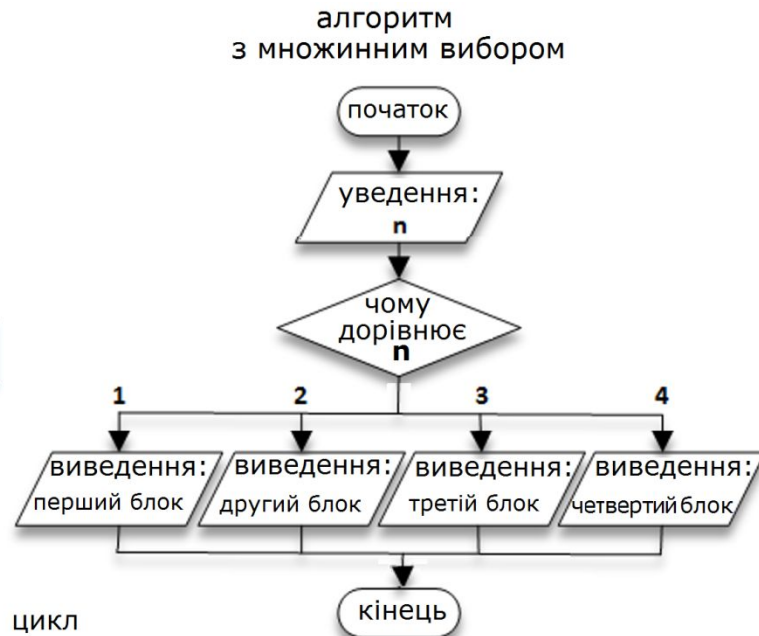 алгоритм
з множинним вибором
початок
уведення:
n
чому
дорівнює
n
1 2 3 4
виведення: виведення: виведення: виведення:
перший блок другий блок третій блок четвертий блок
кінець
цикл